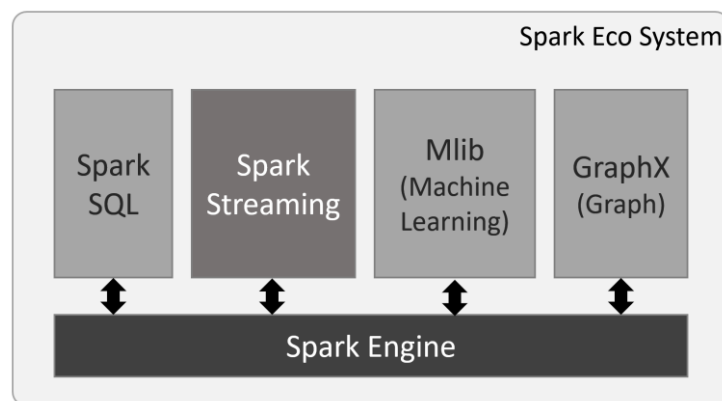 Spark Eco System
Spark
SQL
Spark
Streaming
Mlib
(Machine
Learning)
GraphX
(Graph)
Spark Engine